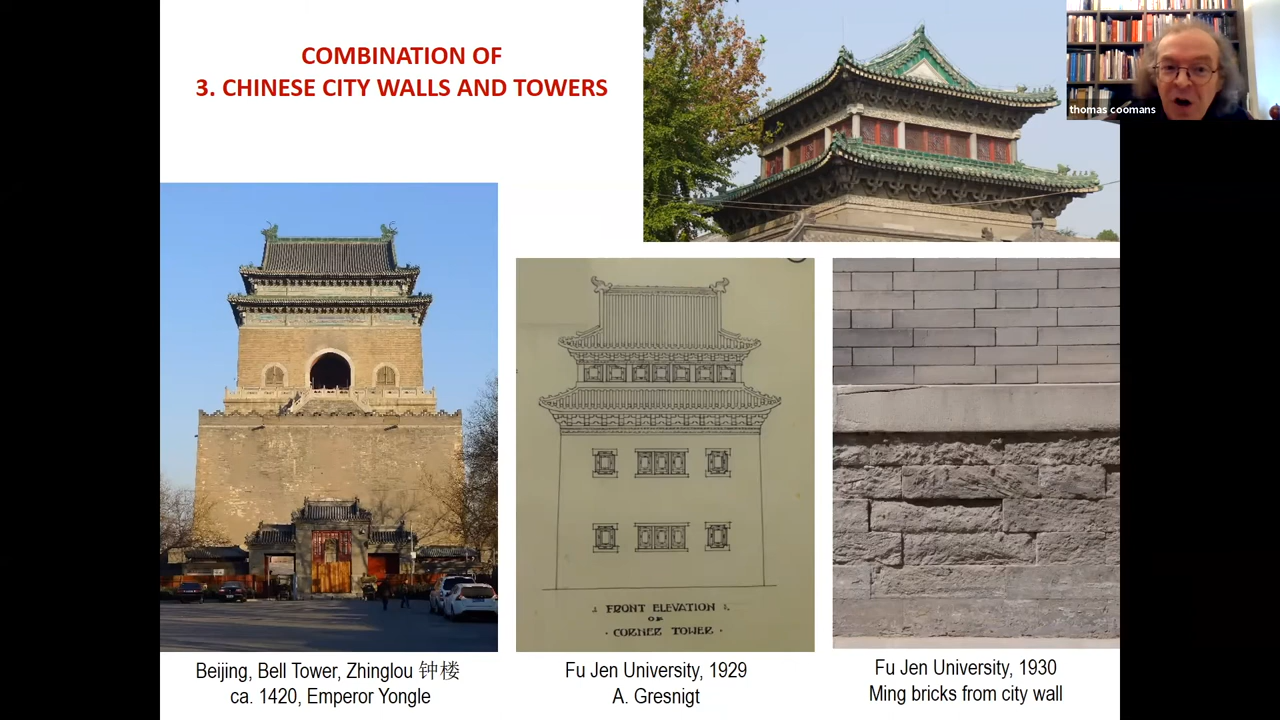 COMBINATION OF
3. CHINESE CITY WALLS AND TOWERS
thomas coomans
FRONT ELEVATION
OF
· CORNER TOWER ·
Beijing, Bell Tower, Zhinglou 钟楼
ca. 1420, Emperor Yongle
Fu Jen University, 1929
A. Gresnigt
Fu Jen University, 1930
Ming bricks from city wall